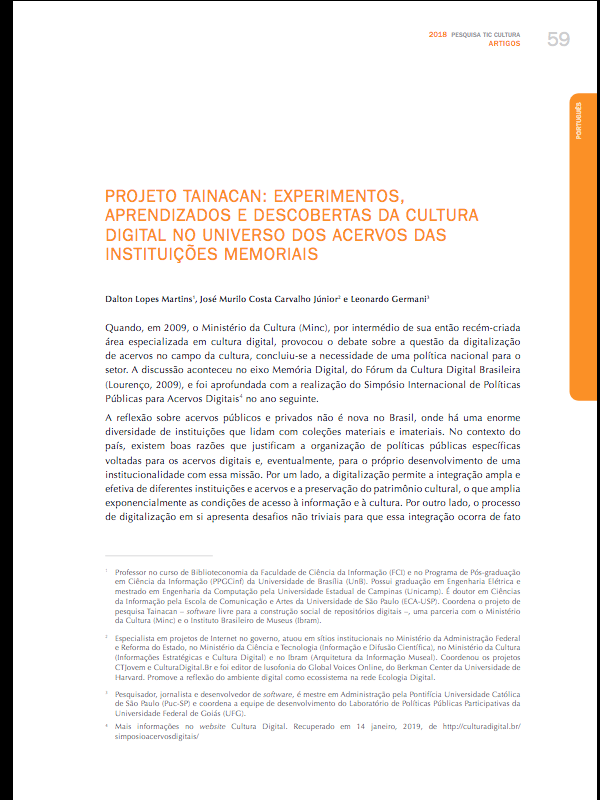 2018 PESQUISA TIC CULTURA
ARTIGOS
59
PORTUGUÊS
PROJETO TAINACAN: EXPERIMENTOS,
APRENDIZADOS E DESCOBERTAS DA CULTURA
DIGITAL NO UNIVERSO DOS ACERVOS DAS
INSTITUIÇÕES MEMORIAIS
Dalton Lopes Martins¹, José Murilo Costa Carvalho Júnior² e Leonardo Germani³
Quando, em 2009, o Ministério da Cultura (Minc), por intermédio de sua então recém-criada
área especializada em cultura digital, provocou o debate sobre a questão da digitalização
de acervos no campo da cultura, concluiu-se a necessidade de uma política nacional para o
setor. A discussão aconteceu no eixo Memória Digital, do Fórum da Cultura Digital Brasileira
(Lourenço, 2009), e foi aprofundada com a realização do Simpósio Internacional de Políticas
Públicas para Acervos Digitais⁴ no ano seguinte.
A reflexão sobre acervos públicos e privados não é nova no Brasil, onde há uma enorme
diversidade de instituições que lidam com coleções materiais e imateriais. No contexto do
país, existem boas razões que justificam a organização de políticas públicas específicas
voltadas para os acervos digitais e, eventualmente, para o próprio desenvolvimento de uma
institucionalidade com essa missão. Por um lado, a digitalização permite a integração ampla e
efetiva de diferentes instituições e acervos e a preservação do patrimônio cultural, o que amplia
exponencialmente as condições de acesso à informação e à cultura. Por outro lado, o processo
de digitalização em si apresenta desafios não triviais para que essa integração ocorra de fato
¹ Professor no curso de Biblioteconomia da Faculdade de Ciência da Informação (FCI) e no Programa de Pós-graduação
em Ciência da Informação (PPGCinf) da Universidade de Brasília (UnB). Possui graduação em Engenharia Elétrica e
mestrado em Engenharia da Computação pela Universidade Estadual de Campinas (Unicamp). É doutor em Ciências
da Informação pela Escola de Comunicação e Artes da Universidade de São Paulo (ECA-USP). Coordena o projeto de
pesquisa Tainacan – software livre para a construção social de repositórios digitais –, uma parceria com o Ministério
da Cultura (Minc) e o Instituto Brasileiro de Museus (Ibram).
² Especialista em projetos de Internet no governo, atuou em sítios institucionais no Ministério da Administração Federal
e Reforma do Estado, no Ministério da Ciência e Tecnologia (Informação e Difusão Científica), no Ministério da Cultura
(Informações Estratégicas e Cultura Digital) e no Ibram (Arquitetura da Informação Museal). Coordenou os projetos
CTJovem e CulturaDigital.Br e foi editor de lusofonia do Global Voices Online, do Berkman Center da Universidade de
Harvard. Promove a reflexão do ambiente digital como ecossistema na rede Ecologia Digital.
³ Pesquisador, jornalista e desenvolvedor de software, é mestre em Administração pela Pontifícia Universidade Católica
de São Paulo (Puc-SP) e coordena a equipe de desenvolvimento do Laboratório de Políticas Públicas Participativas da
Universidade Federal de Goiás (UFG).
⁴ Mais informações no website Cultura Digital. Recuperado em 14 janeiro, 2019, de http://culturadigital.br/
simposioacervosdigitais/